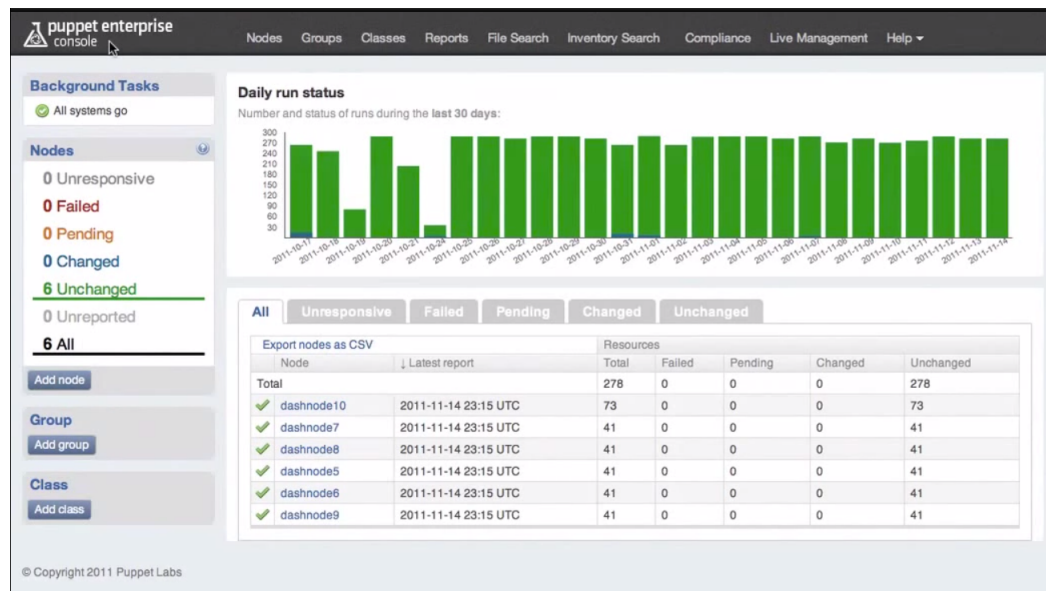 puppet enterprise
console
Nodes Groups Classes Reports File Search Inventory Search Compliance Live Management Help
Background Tasks
All systems go
Nodes
0 Unresponsive
0 Failed
0 Pending
0 Changed
6 Unchanged
0 Unreported
6 All
Add node
Group
Add group
Class
Add class
Daily run status
Number and status of runs during the last 30 days:
300
270
240
210
180
150
120
90
60
30
2011-10-17 2011-10-18 2011-10-19 2011-10-20 2011-10-21 2011-10-24 2011-10-25 2011-10-26 2011-10-27 2011-10-28 2011-10-29 2011-10-30 2011-10-31 2011-11-01 2011-11-02 2011-11-03 2011-11-04 2011-11-05 2011-11-06 2011-11-07 2011-11-08 2011-11-09 2011-11-10 2011-11-11 2011-11-12 2011-11-13 2011-11-14
All Unresponsive Failed Pending Changed Unchanged
Export nodes as CSV Resources
Node ↓ Latest report Total Failed Pending Changed Unchanged
Total 278 0 0 0 278
dashnode10 2011-11-14 23:15 UTC 73 0 0 0 73
dashnode7 2011-11-14 23:15 UTC 41 0 0 0 41
dashnode8 2011-11-14 23:15 UTC 41 0 0 0 41
dashnode5 2011-11-14 23:15 UTC 41 0 0 0 41
dashnode6 2011-11-14 23:15 UTC 41 0 0 0 41
dashnode9 2011-11-14 23:15 UTC 41 0 0 0 41
© Copyright 2011 Puppet Labs